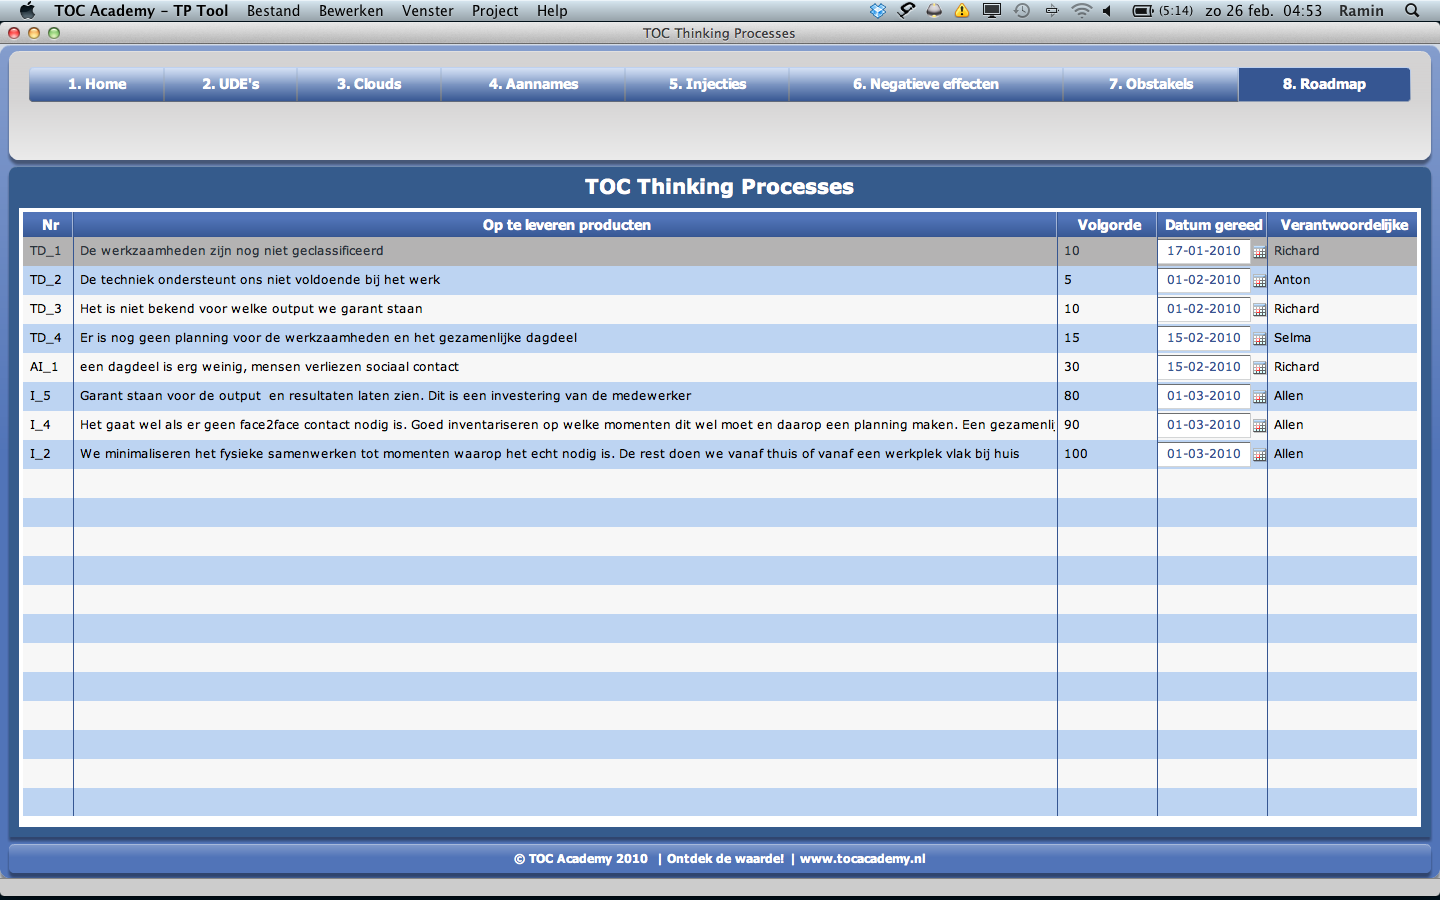 TOC Academy - TP Tool Bestand Bewerken Venster Project Help (5:14) zo 26 feb. 04:53 Ramin
TOC Thinking Processes
1. Home 2. UDE's 3. Clouds 4. Aannames 5. Injecties 6. Negatieve effecten 7. Obstakels 8. Roadmap
TOC Thinking Processes
Nr Op te leveren producten Volgorde Datum gereed Verantwoordelijke
TD_1 De werkzaamheden zijn nog niet geclassificeerd 10 17-01-2010 Richard
TD_2 De techniek ondersteunt ons niet voldoende bij het werk 5 01-02-2010 Anton
TD_3 Het is niet bekend voor welke output we garant staan 10 01-02-2010 Richard
TD_4 Er is nog geen planning voor de werkzaamheden en het gezamenlijke dagdeel 15 15-02-2010 Selma
AI_1 een dagdeel is erg weinig, mensen verliezen sociaal contact 30 15-02-2010 Richard
I_5 Garant staan voor de output en resultaten laten zien. Dit is een investering van de medewerker 80 01-03-2010 Allen
I_4 Het gaat wel als er geen face2face contact nodig is. Goed inventariseren op welke momenten dit wel moet en daarop een planning maken. Een gezamenlij 90 01-03-2010 Allen
I_2 We minimaliseren het fysieke samenwerken tot momenten waarop het echt nodig is. De rest doen we vanaf thuis of vanaf een werkplek vlak bij huis 100 01-03-2010 Allen
© TOC Academy 2010 | Ontdek de waarde! | www.tocacademy.nl